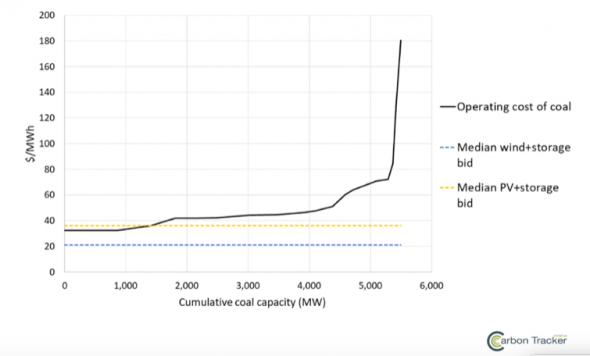 200
180
160
140
120
100
80
60
40
20
0
$/MWh
0 1,000 2,000 3,000 4,000 5,000 6,000
Cumulative coal capacity (MW)
Operating cost of coal
Median wind+storage
bid
Median PV+storage
bid
Carbon Tracker